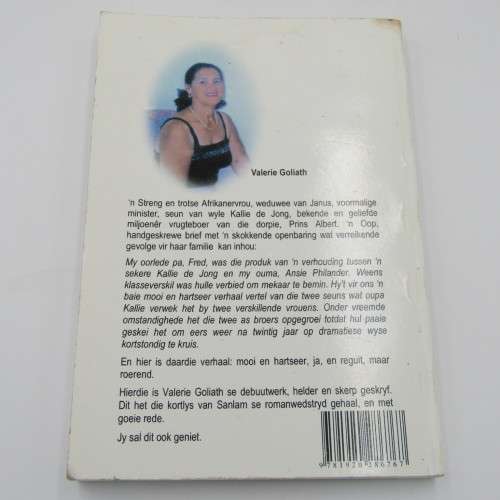 Valerie Goliath
'n Streng en trotse Afrikanervrou, weduwee van Janus, voormalige
minister, seun van wyle Kallie de Jong, bekende en geliefde
miljoenêr vrugteboer van die dorpie, Prins Albert. 'n Oop,
handgeskrewe brief met 'n skokkende openbaring wat verreikende
gevolge vir haar familie kan inhou:
My oorlede pa, Fred, was die produk van 'n verhouding tussen 'n
sekere Kallie de Jong en my ouma, Ansie Philander. Weens
klasseverskil was hulle verbied om mekaar te bemin. Hy't vir ons 'n
baie mooi en hartseer verhaal vertel van die twee seuns wat oupa
Kallie verwek het by twee verskillende vrouens. Onder vreemde
omstandighede het die twee as broers opgegroei totdat hul paaie
geskei het om eers weer na twintig jaar op dramatiese wyse
kortstondig te kruis.
En hier is daardie verhaal: mooi en hartseer, ja, en reguit, maar
roerend.
Hierdie is Valerie Goliath se debuutwerk, helder en skerp geskryf.
Dit het die kortlys van Sanlam se romanwedstryd gehaal, en met
goeie rede.
Jy sal dit ook geniet.